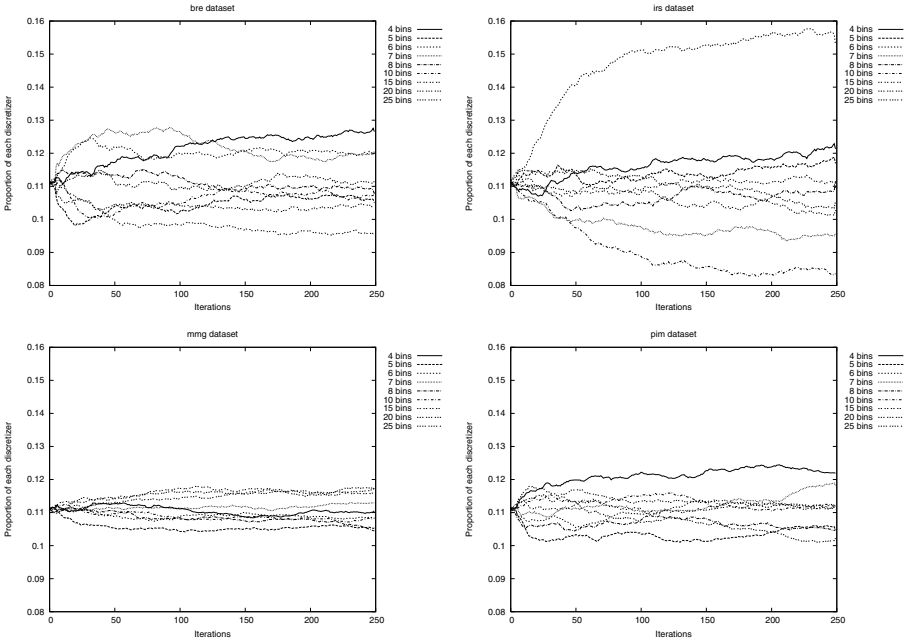 bre dataset
0.16
0.15
0.14
0.13
0.12
0.11
0.1
0.09
0.08
0
50
100
150
200
250
Proportion of each discretizer
Iterations
4 bins
5 bins
6 bins
7 bins
8 bins
10 bins
15 bins
20 bins
25 bins
irs dataset
0.16
0.15
0.14
0.13
0.12
0.11
0.1
0.09
0.08
0
50
100
150
200
250
Proportion of each discretizer
Iterations
4 bins
5 bins
6 bins
7 bins
8 bins
10 bins
15 bins
20 bins
25 bins
mmg dataset
0.16
0.15
0.14
0.13
0.12
0.11
0.1
0.09
0.08
0
50
100
150
200
250
Proportion of each discretizer
Iterations
4 bins
5 bins
6 bins
7 bins
8 bins
10 bins
15 bins
20 bins
25 bins
pim dataset
0.16
0.15
0.14
0.13
0.12
0.11
0.1
0.09
0.08
0
50
100
150
200
250
Proportion of each discretizer
Iterations
4 bins
5 bins
6 bins
7 bins
8 bins
10 bins
15 bins
20 bins
25 bins